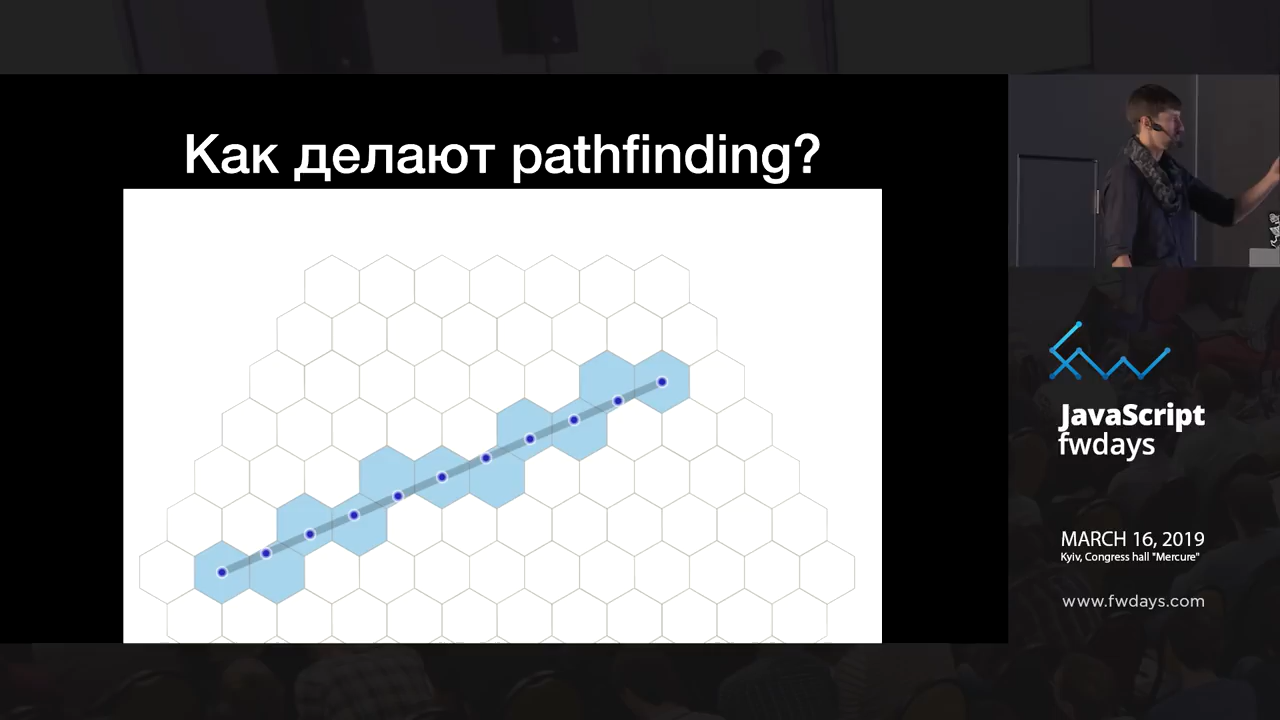 Как делают pathfinding?
JavaScript
fwdays
MARCH 16, 2019
Kyiv, Congress hall "Mercure"
www.fwdays.com